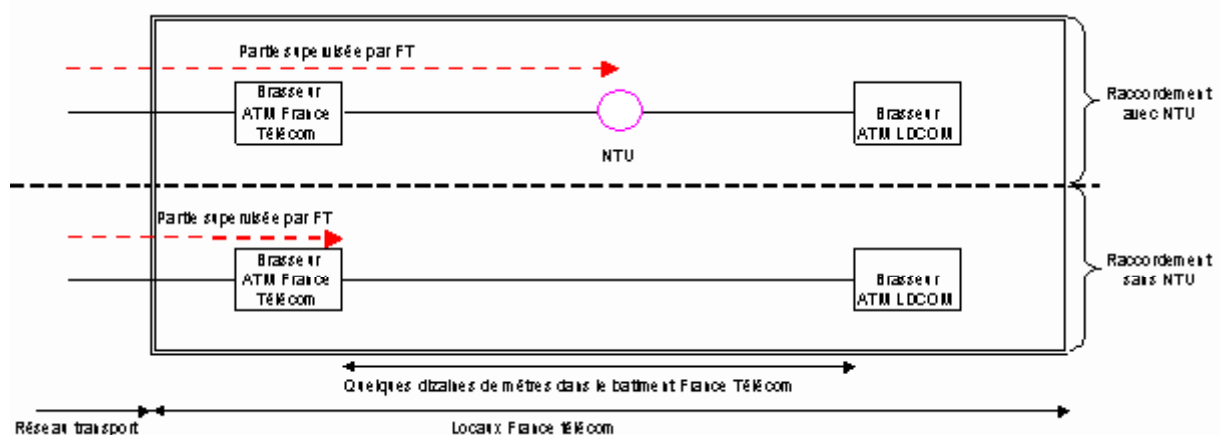 Partie supervisée par FT
Brasseur
ATM France
Télécom
NTU
Brasseur
ATM LDCOM
Raccordement
avec NTU
Partie supervisée par FT
Brasseur
ATM France
Télécom
Brasseur
ATM LDCOM
Raccordement
sans NTU
Quelques dizaines de mètres dans le batiment France Télécom
Réseau transport
Locaux France télécom